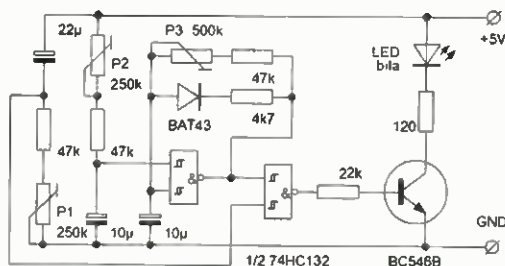 22µ
P2
250k
P3 500k
47k
BAT43
4k7
LED
bila
+5V
120
47k
47k
22k
P1
250k
10µ
10µ
1/2 74HC132
BC546B
GND